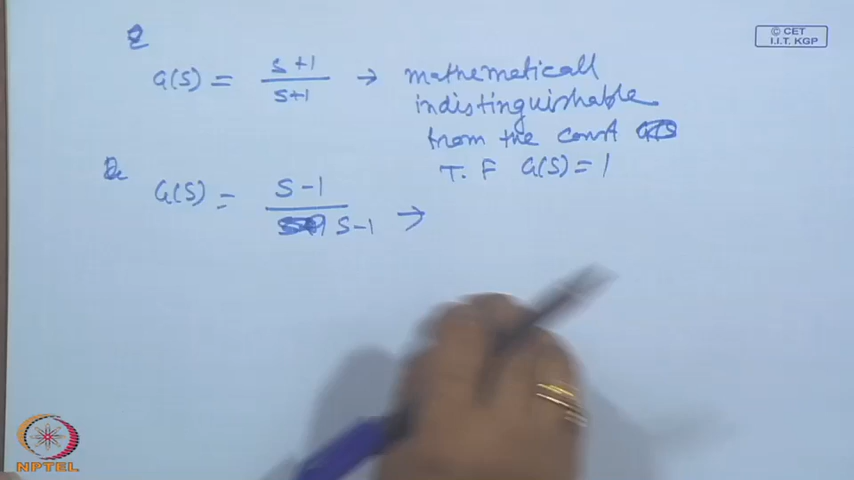 © CET
I.I.T. KGP
G(S) = S+1 / S+1 → mathematicall
indistinguishable
from the const
T. F G(S) = 1
G(S) = S-1 / S-1 →
NPTEL